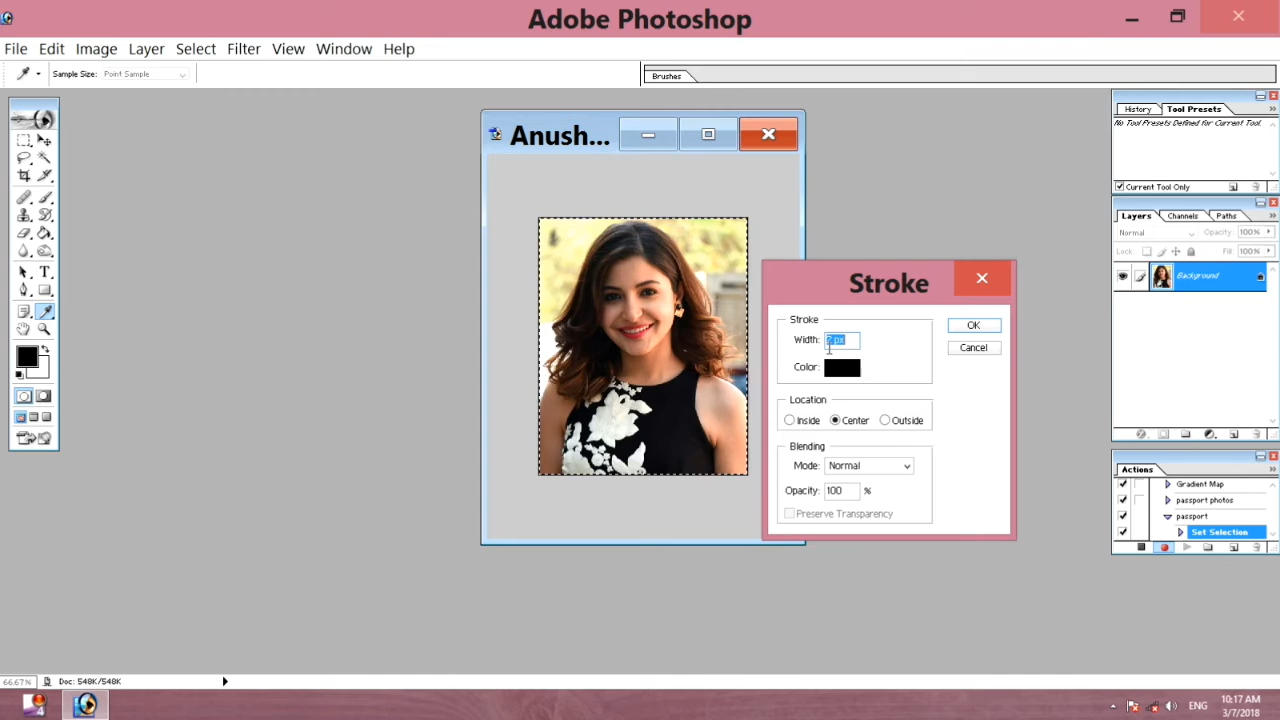 Adobe Photoshop
File Edit Image Layer Select Filter View Window Help
Sample Size: Point Sample
Brushes
Anush...
History Tool Presets
No Tool Presets Defined for Current Tool.
Current Tool Only
Layers Channels Paths
Normal Opacity: 100%
Lock: Fill: 100%
Background
Stroke
Stroke
Width: 2 px
OK
Color:
Cancel
Location
Inside Center Outside
Blending
Mode: Normal
Opacity: 100 %
Preserve Transparency
Actions
Gradient Map
passport photos
passport
Set Selection
66.67% Doc: 548K/548K
ENG
10:17 AM
3/7/2018